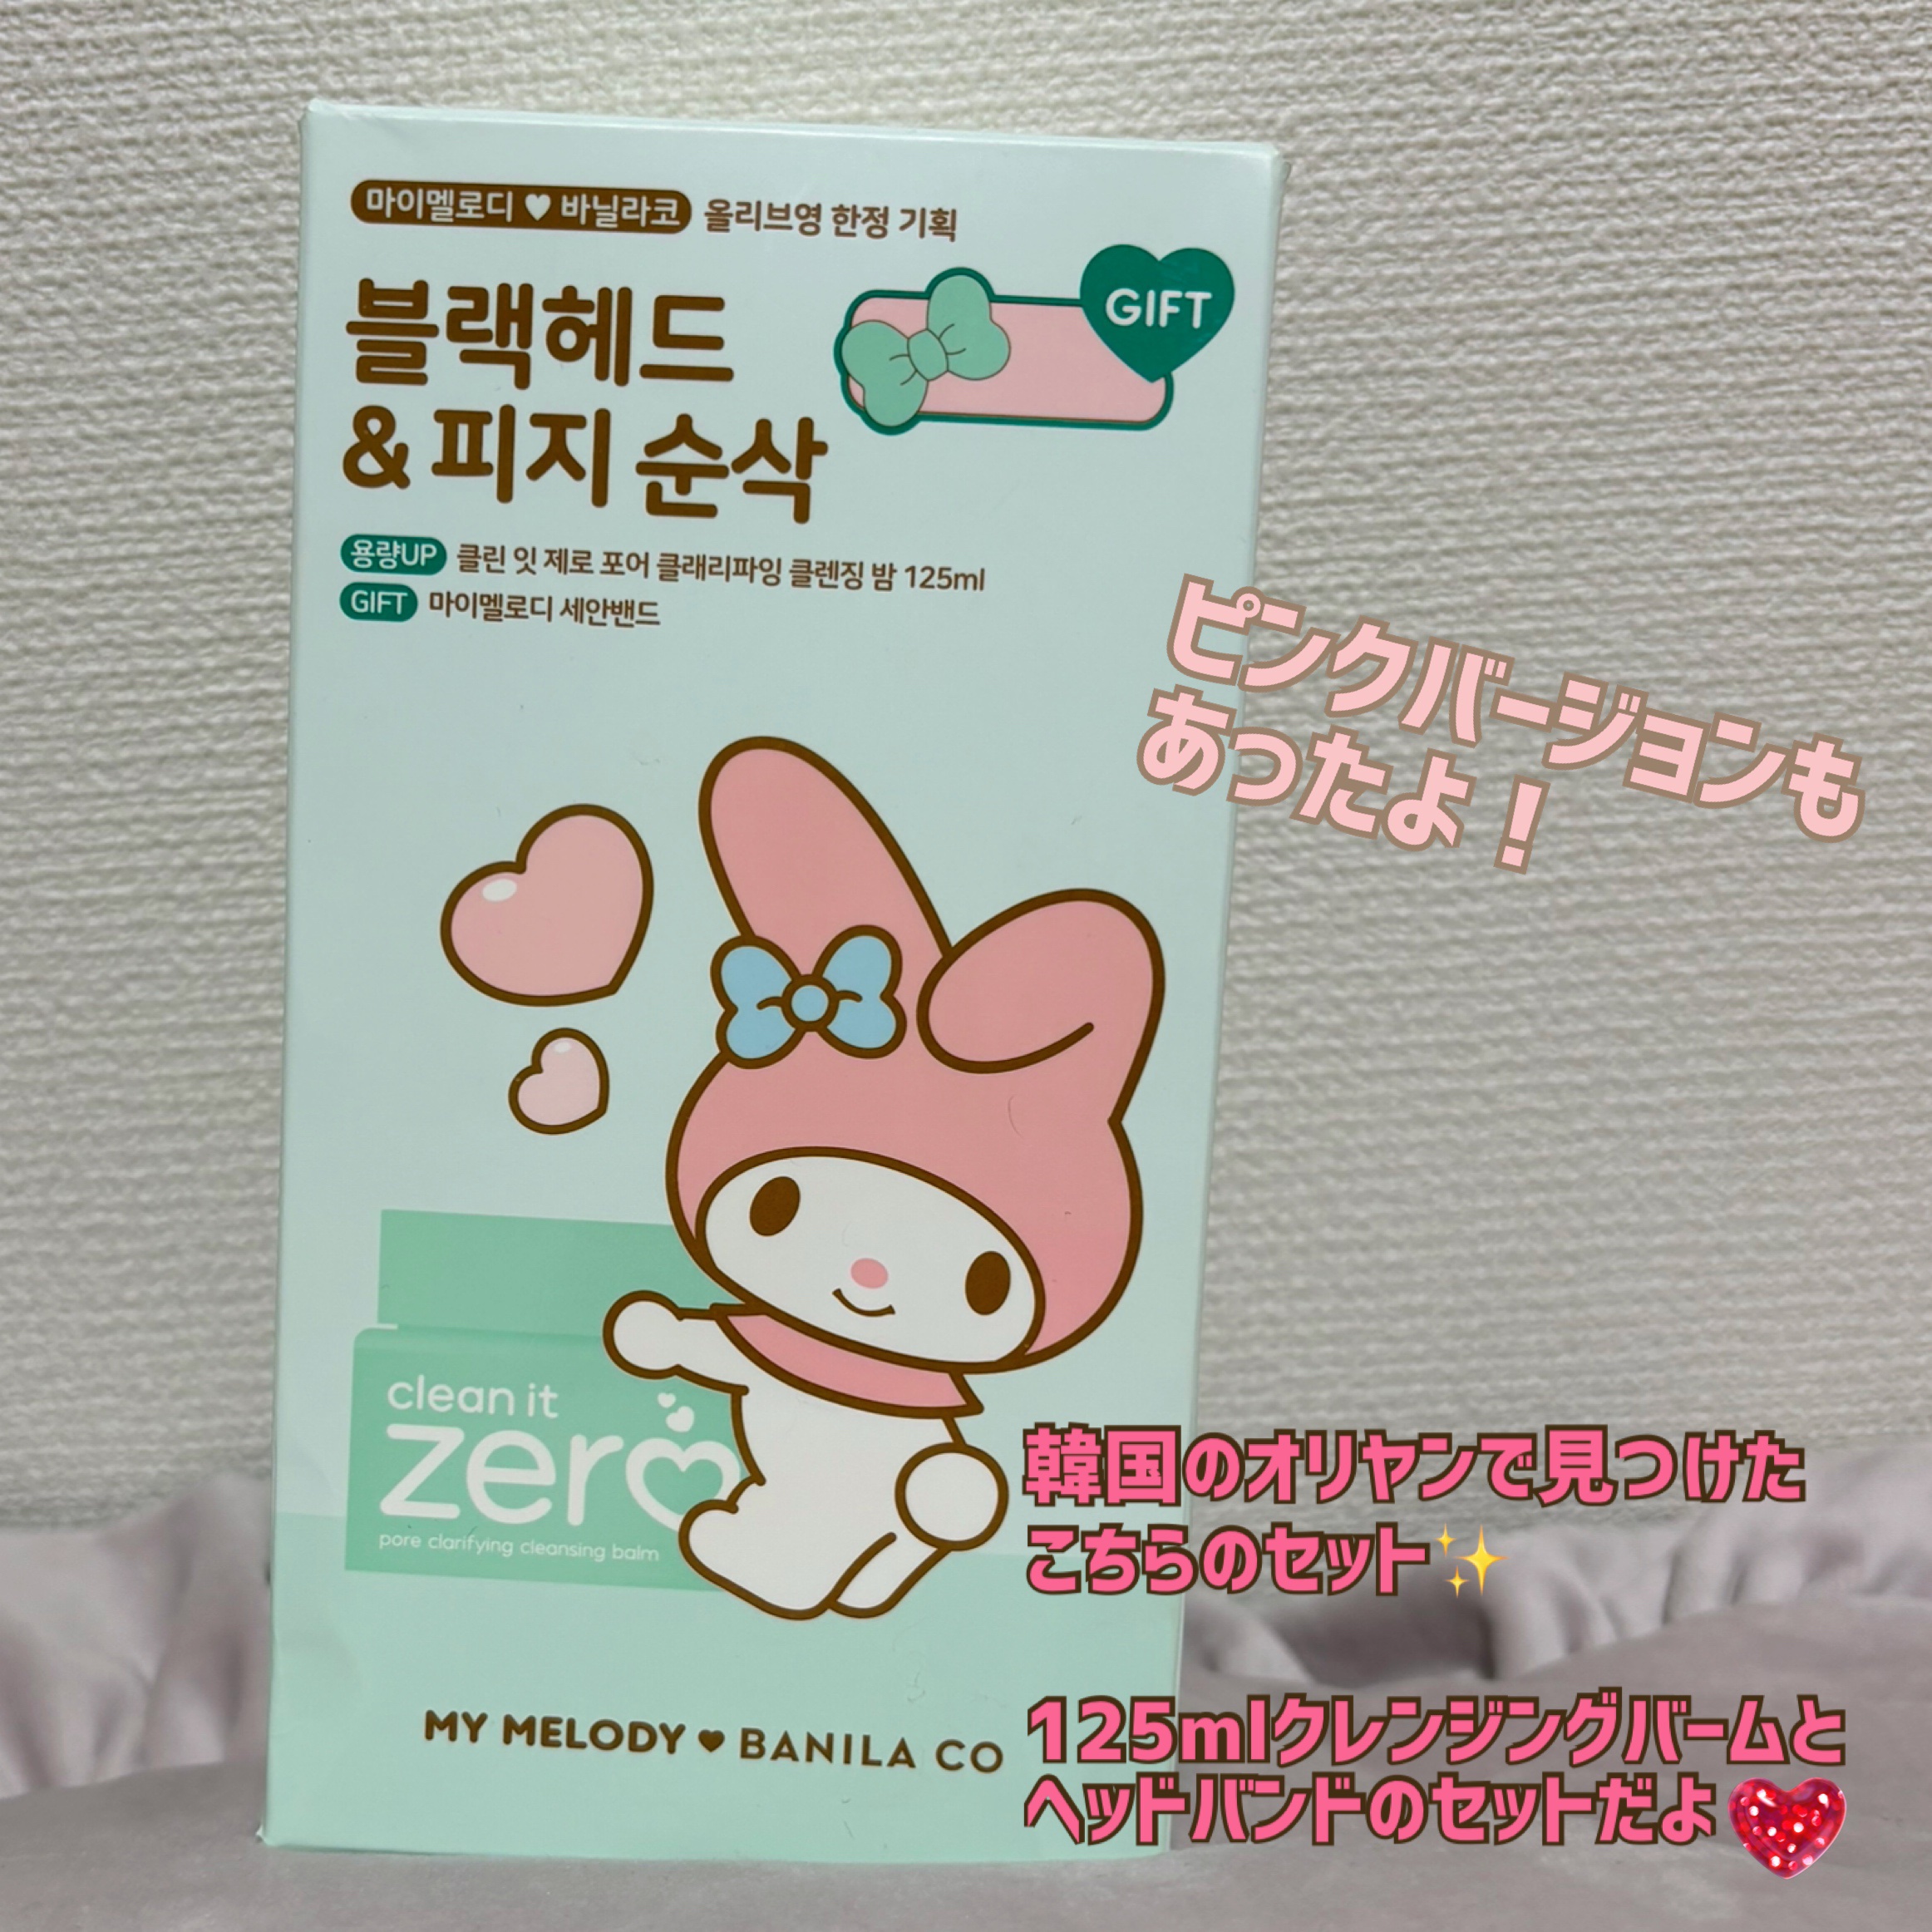 마이멜로디 ♥ 바닐라코 올리브영 한정 기획
GIFT
블랙헤드
& 피지 순삭
용량UP 클린 잇 제로 포어 클래리파잉 클렌징 밤 125ml
GIFT 마이멜로디 세안밴드
ピンクバージョンも
あったよ！
clean it
zero
pore clarifying cleansing balm
韓国のオリヤンで見つけた
こちらのセット✨
125mlクレンジングバームと
ヘッドバンドのセットだよ
MY MELODY ♥ BANILA CO